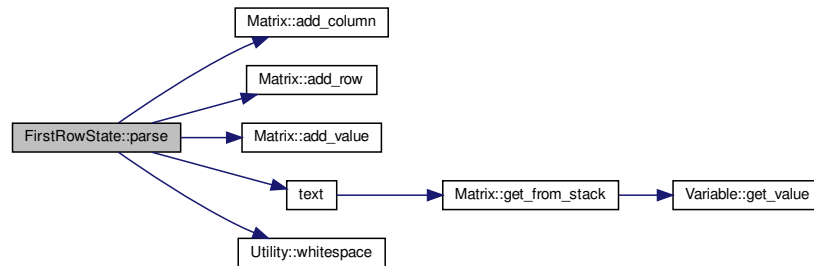 Matrix::add_column
Matrix::add_row
FirstRowState::parse
Matrix::add_value
text
Matrix::get_from_stack
Variable::get_value
Utility::whitespace